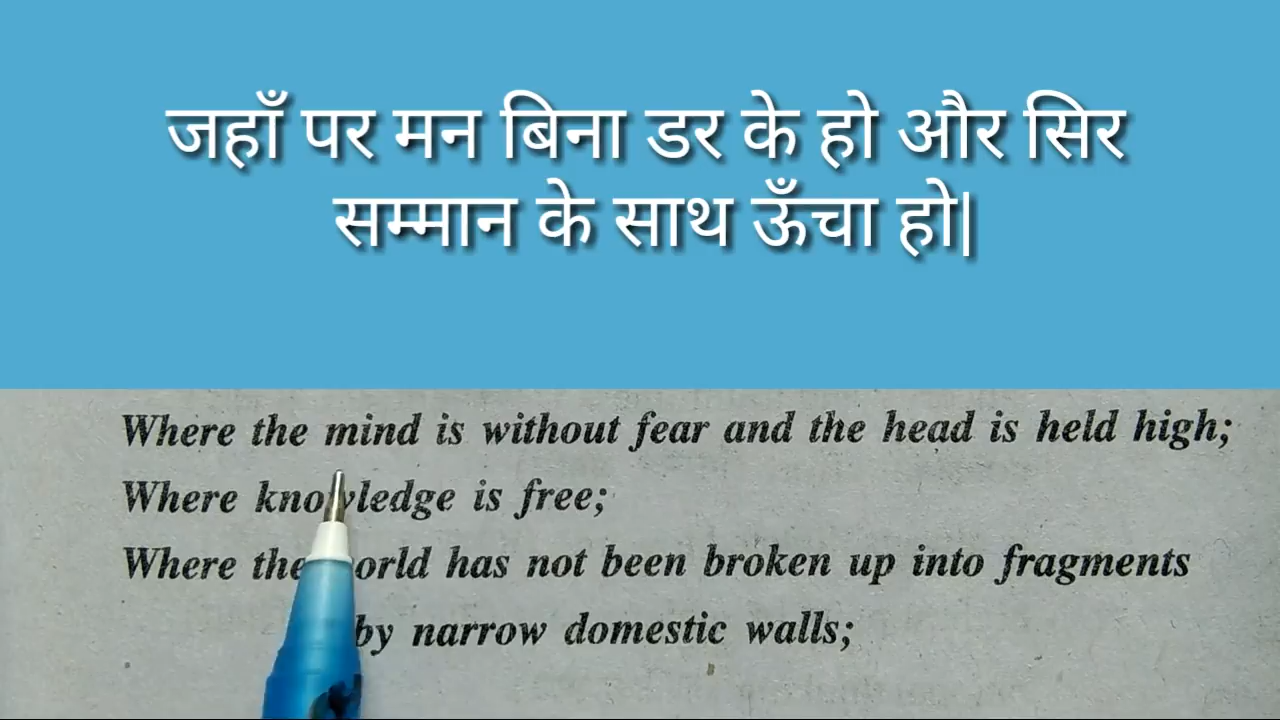 जहाँ पर मन बिना डर के हो और सिर
सम्मान के साथ ऊँचा हो|
Where the mind is without fear and the head is held high;
Where knowledge is free;
Where the world has not been broken up into fragments
by narrow domestic walls;